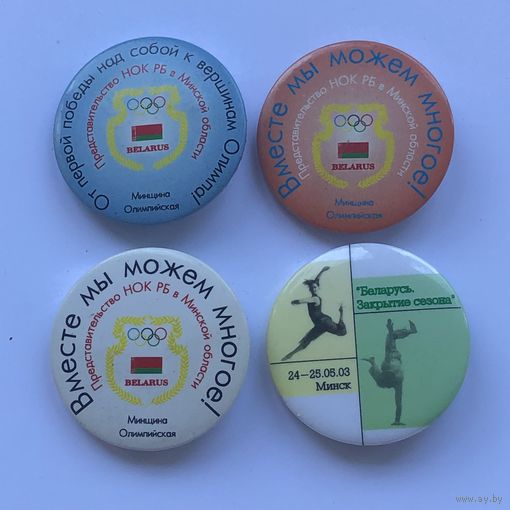 От первой победы над собой к вершинам Олимпа!
Представительство НОК РБ в Минской области
BELARUS
Минщина
Олимпийская
Вместе мы можем многое!
Представительство НОК РБ в Минской области
BELARUS
Минщина
Олимпийская
Вместе мы можем многое!
Представительство НОК РБ в Минской области
BELARUS
Минщина
Олимпийская
"Беларусь.
Закрытие сезона"
24-25.05.03
Минск
www.ay.by